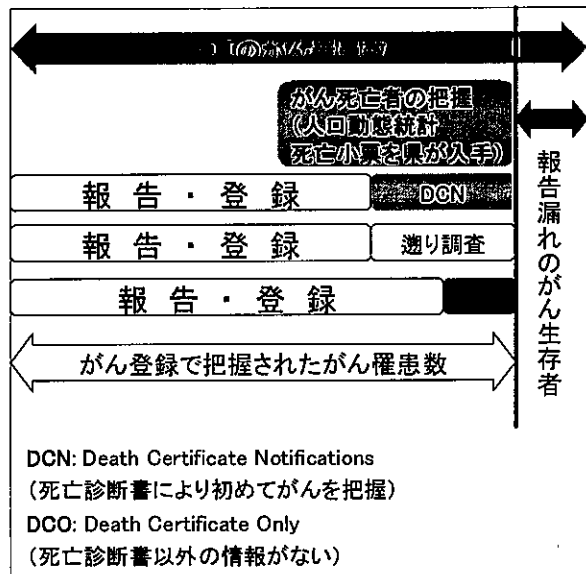 がん死亡者の把握
(人口動態統計
死亡小票を県が入手)
報告・登録
DCN
報告・登録
遡り調査
報告・登録
がん登録で把握されたがん罹患数
報告漏れのがん生存者
DCN: Death Certificate Notifications
(死亡診断書により初めてがんを把握)
DCO: Death Certificate Only
(死亡診断書以外の情報がない)